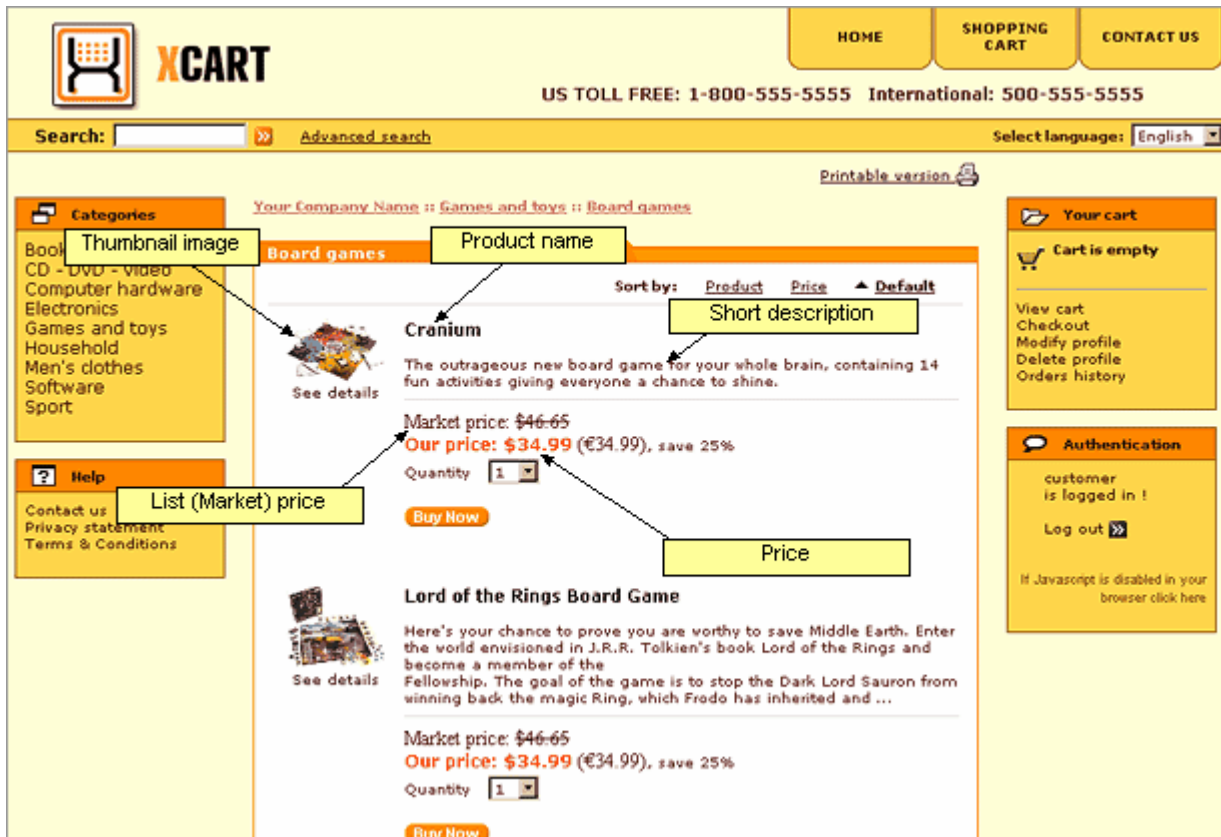 XCART
HOME
SHOPPING
CART
CONTACT US
US TOLL FREE: 1-800-555-5555 International: 500-555-5555
Search:
Advanced search
Select language: English
Printable version
Categories
Book
CD - DVD - Video
Computer hardware
Electronics
Games and toys
Household
Men's clothes
Software
Sport
Help
Contact us
Privacy statement
Terms & Conditions
Your Company Name :: Games and toys :: Board games
Thumbnail image
Product name
Board games
Sort by: Product Price Default
Short description
Cranium
The outrageous new board game for your whole brain, containing 14
fun activities giving everyone a chance to shine.
See details
Market price: $46.65
Our price: $34.99 (€34.99), save 25%
Quantity 1
List (Market) price
Buy Now
Price
Lord of the Rings Board Game
Here's your chance to prove you are worthy to save Middle Earth. Enter
the world envisioned in J.R.R. Tolkien's book Lord of the Rings and
become a member of the
Fellowship. The goal of the game is to stop the Dark Lord Sauron from
winning back the magic Ring, which Frodo has inherited and ...
See details
Market price: $46.65
Our price: $34.99 (€34.99), save 25%
Quantity 1
Buy Now
Your cart
Cart is empty
View cart
Checkout
Modify profile
Delete profile
Orders history
Authentication
customer
is logged in !
Log out
If Javascript is disabled in your
browser click here